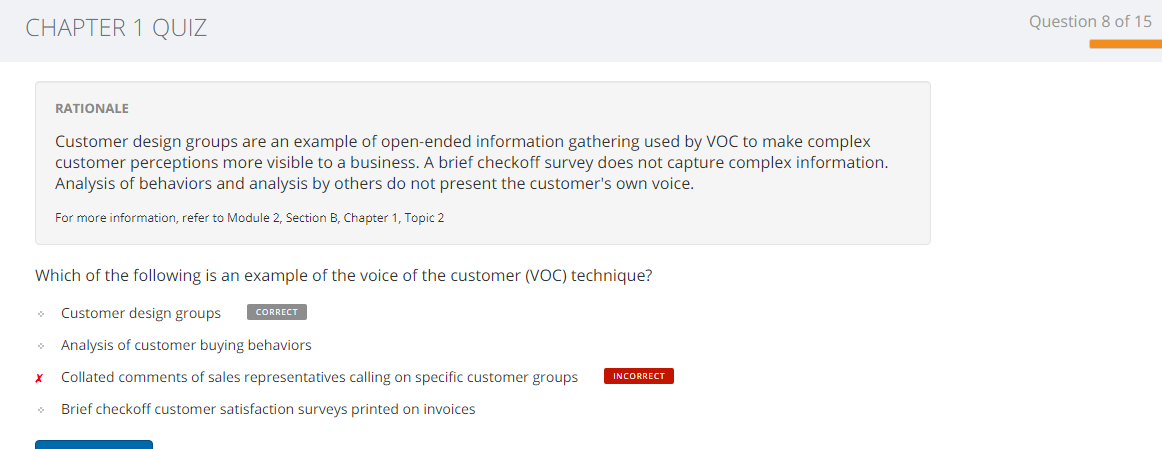 CHAPTER 1 QUIZ
Question 8 of 15
RATIONALE
Customer design groups are an example of open-ended information gathering used by VOC to make complex
customer perceptions more visible to a business. A brief checkoff survey does not capture complex information.
Analysis of behaviors and analysis by others do not present the customer's own voice.
For more information, refer to Module 2, Section B, Chapter 1, Topic 2
Which of the following is an example of the voice of the customer (VOC) technique?
Customer design groups CORRECT
Analysis of customer buying behaviors
✗ Collated comments of sales representatives calling on specific customer groups INCORRECT
Brief checkoff customer satisfaction surveys printed on invoices